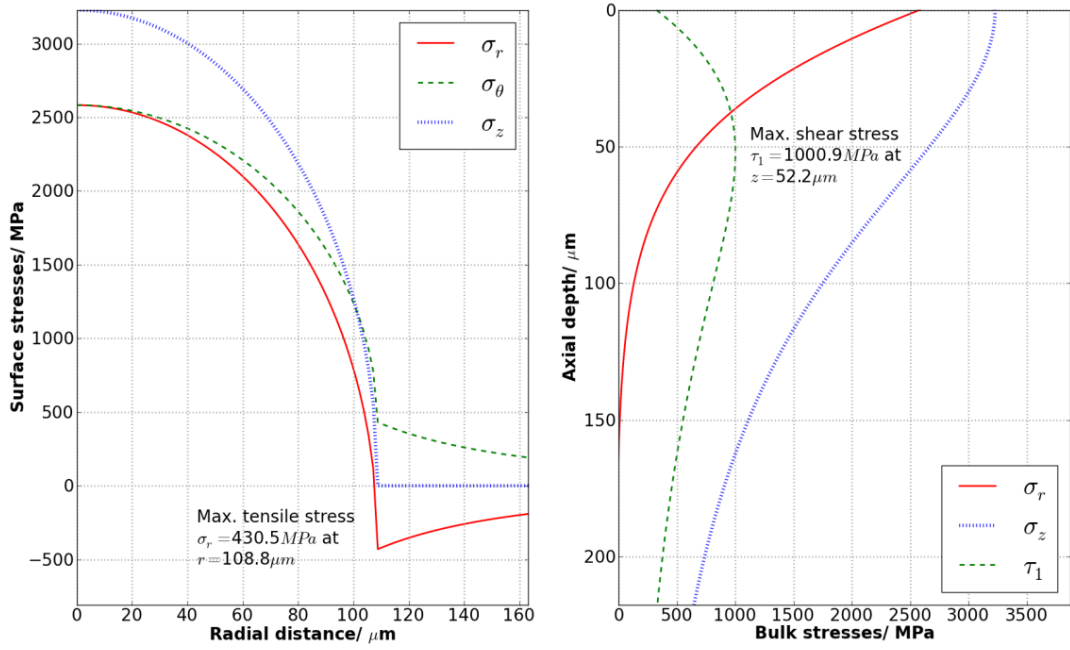 Surface stresses/ MPa
3000
2500
2000
1500
1000
500
0
−500
σr
σθ
σz
Max. tensile stress
σr=430.5MPa at
r=108.8μm
0 20 40 60 80 100 120 140 160
Radial distance/ μm
Axial depth/ μm
0
50
100
150
200
Max. shear stress
τ1=1000.9MPa at
z=52.2μm
σr
σz
τ1
0 500 1000 1500 2000 2500 3000 3500
Bulk stresses/ MPa